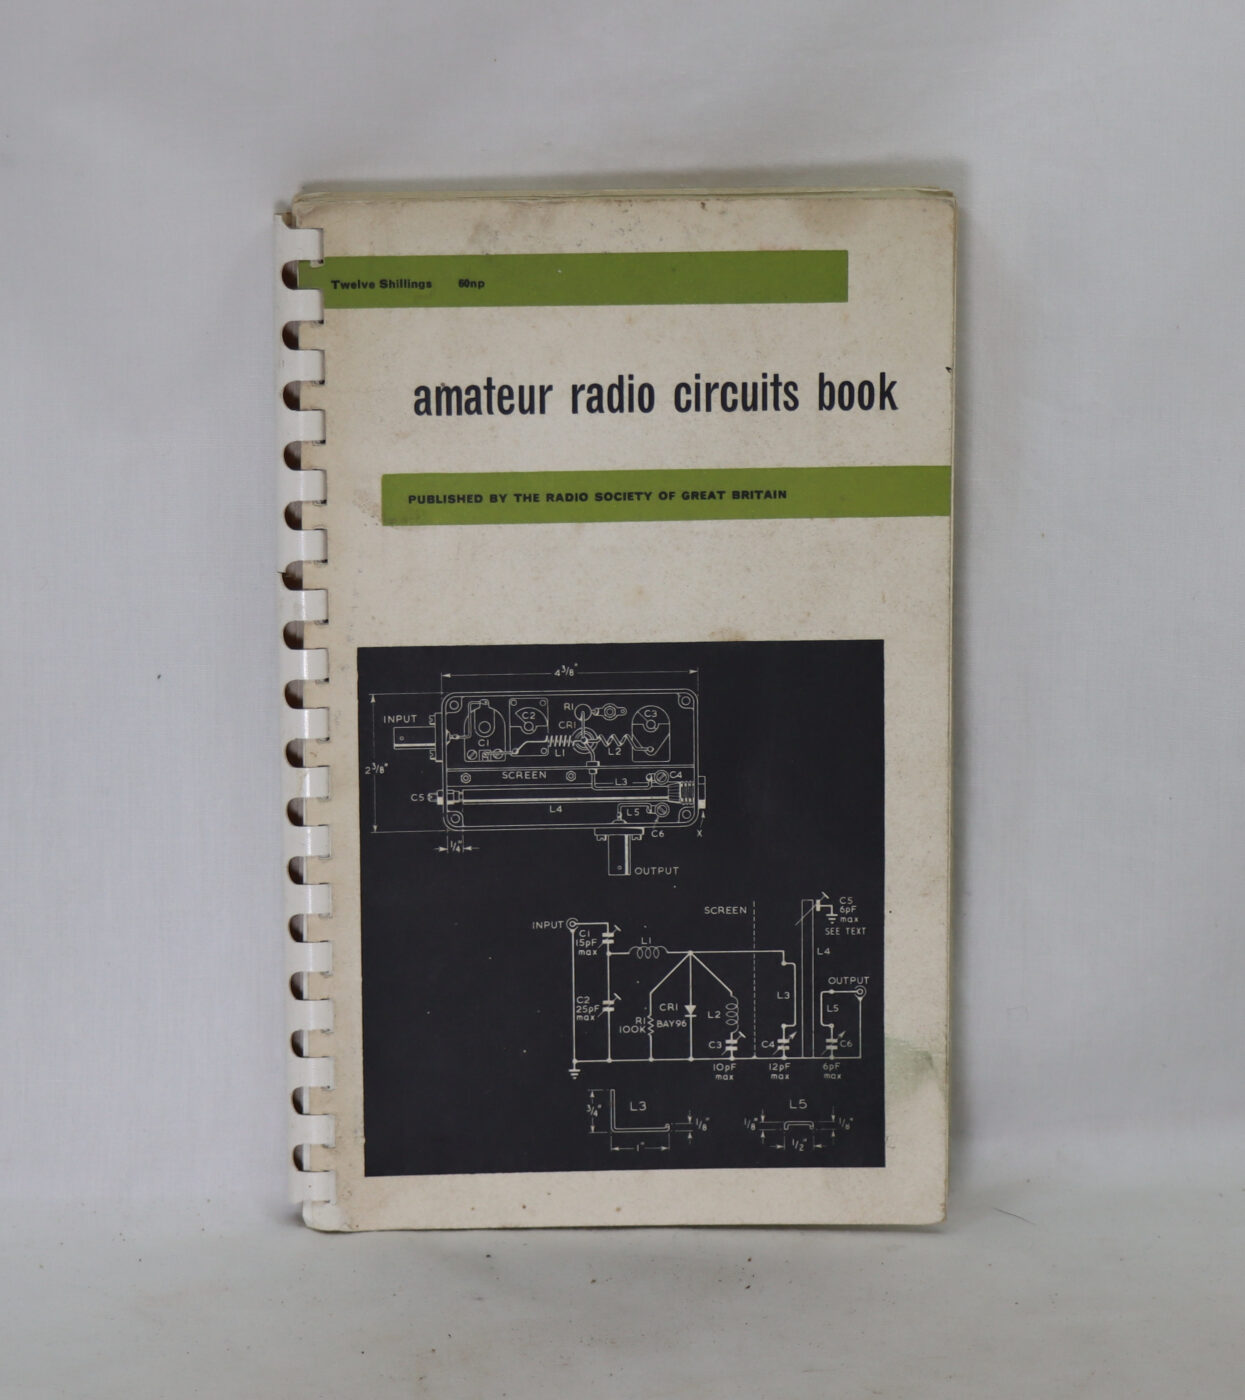 Twelve Shillings 60np
amateur radio circuits book
PUBLISHED BY THE RADIO SOCIETY OF GREAT BRITAIN
4 3/8"
INPUT
2 3/8"
C1
C2
R1
CR1
C3
L1
L2
SCREEN
L3
C4
C5
L4
L5
C6
X
1/4"
OUTPUT
INPUT
C1
15pF
max
L1
SCREEN
C5
6pF
max
SEE TEXT
L4
C2
25pF
max
R1
100K
CR1
BAY96
L2
L3
OUTPUT
L5
C3
10pF
max
C4
12pF
max
C6
6pF
max
3/4"
L3
1/8"
1"
L5
1/8"
1/8"
1/2"